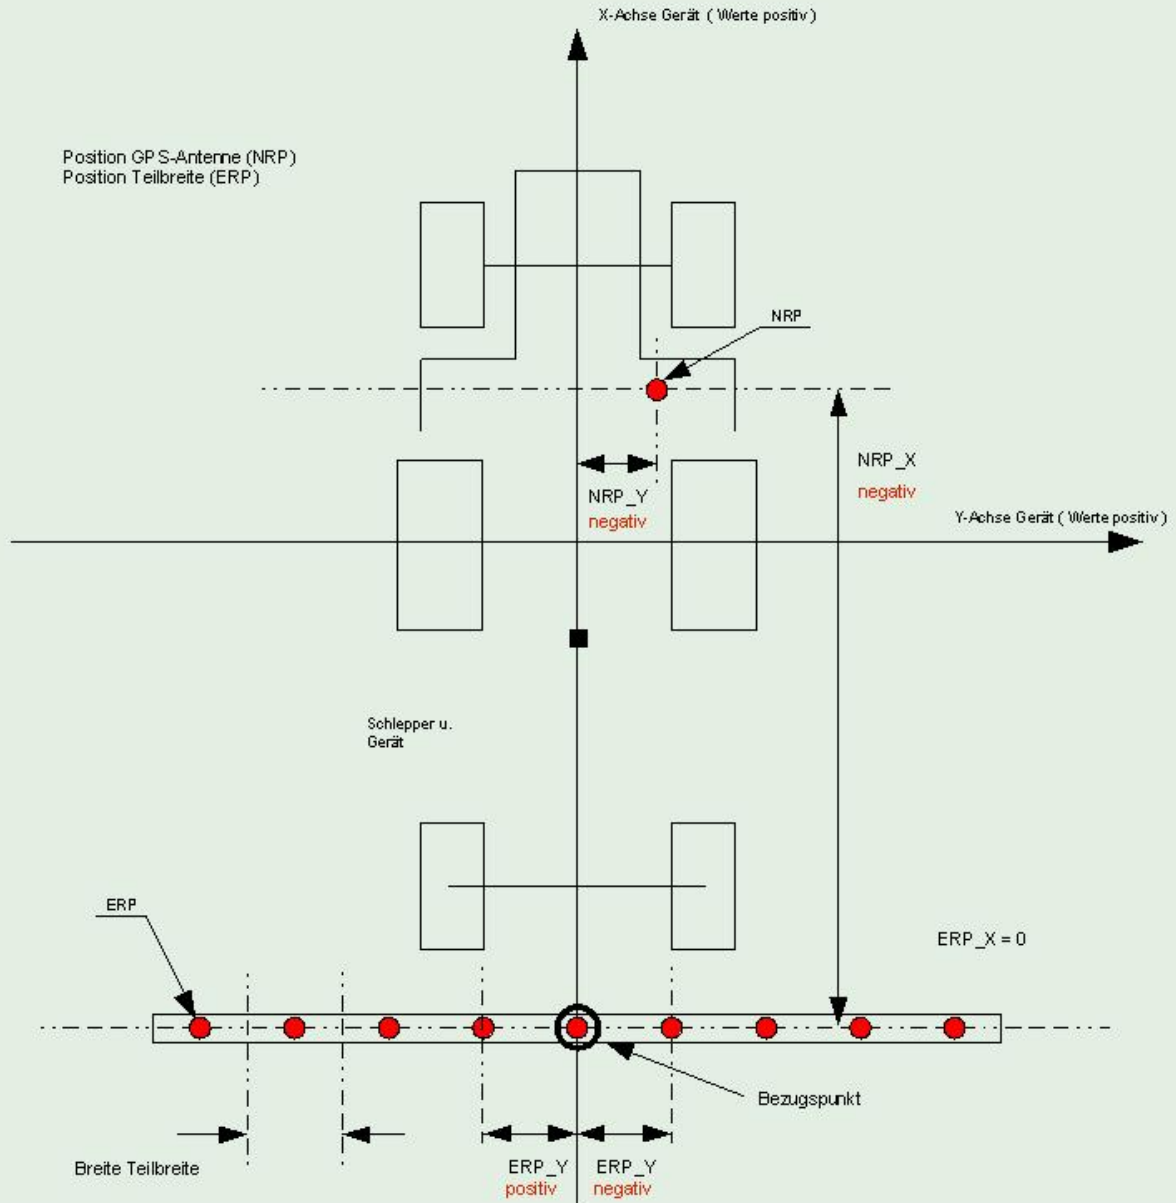 X-Achse Gerät ( Werte positiv )
Position GPS-Antenne (NRP)
Position Teilbreite (ERP)
NRP
NRP_X
negativ
NRP_Y
negativ
Y-Achse Gerät ( Werte positiv )
Schlepper u.
Gerät
ERP
ERP_X = 0
Bezugspunkt
Breite Teilbreite
ERP_Y
positiv
ERP_Y
negativ